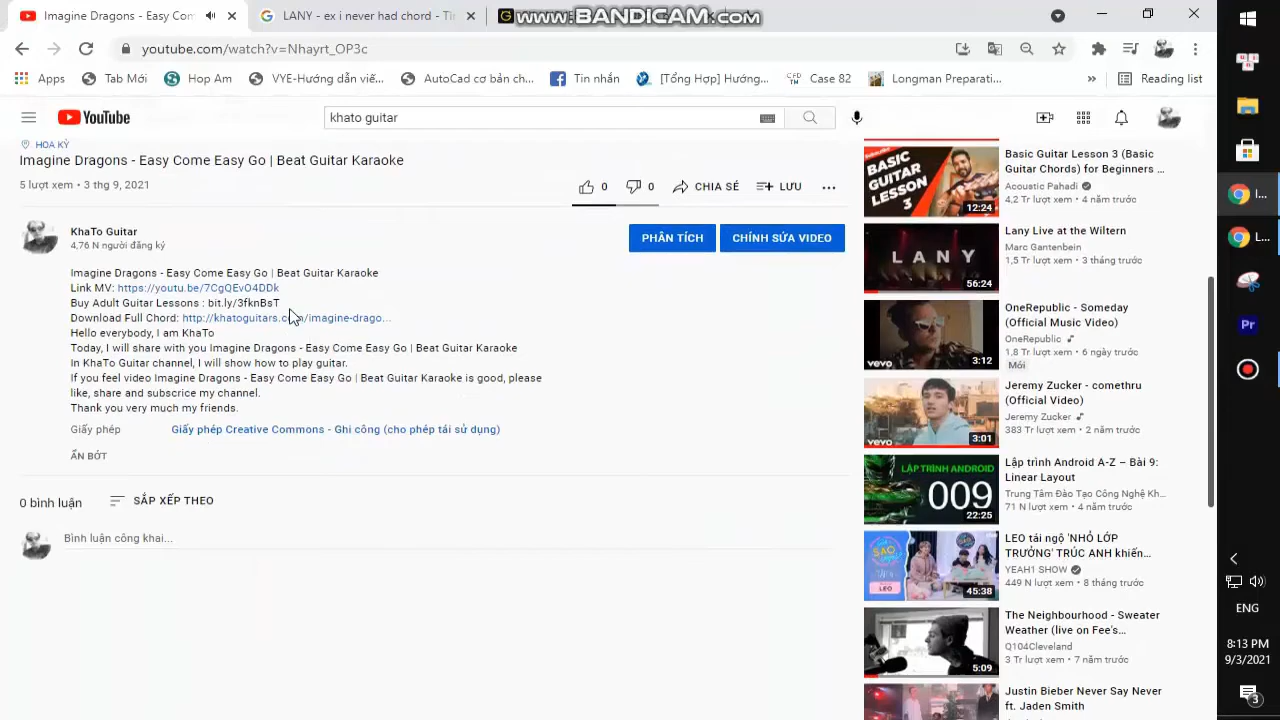 Imagine Dragons - Easy Com
LANY - ex i never had chord - Th
www.BANDICAM.com
youtube.com/watch?v=Nhayrt_OP3c
Apps
Tab Mới
Hop Am
VYE-Hướng dẫn viế...
AutoCad cơ bản ch...
Tin nhắn
[Tổng Hợp] Hướng...
Case 82
Longman Preparati...
»
Reading list
YouTube
khato guitar
HOA KỲ
Imagine Dragons - Easy Come Easy Go | Beat Guitar Karaoke
5 lượt xem • 3 thg 9, 2021
0
0
CHIA SẺ
LƯU
KhaTo Guitar
4,76 N người đăng ký
PHÂN TÍCH
CHỈNH SỬA VIDEO
Imagine Dragons - Easy Come Easy Go | Beat Guitar Karaoke
Link MV: https://youtu.be/7CgQEvO4DDk
Buy Adult Guitar Lessons : bit.ly/3fknBsT
Download Full Chord: http://khatoguitars.c /imagine-drago...
Hello everybody, I am KhaTo
Today, I will share with you Imagine Dragons - Easy Come Easy Go | Beat Guitar Karaoke
In KhaTo Guitar channel, I will show how to play guitar.
If you feel video Imagine Dragons - Easy Come Easy Go | Beat Guitar Karaoke is good, please
like, share and subscrice my channel.
Thank you very much my friends.
Giấy phép
Giấy phép Creative Commons - Ghi công (cho phép tái sử dụng)
ẨN BỚT
0 bình luận
SẮP XẾP THEO
Bình luận công khai...
BASIC
GUITAR
LESSON
3
12:24
Basic Guitar Lesson 3 (Basic
Guitar Chords) for Beginners ...
Acoustic Pahadi
4,2 Tr lượt xem • 4 năm trước
LANY
56:24
Lany Live at the Wiltern
Marc Gantenbein
1,5 Tr lượt xem • 3 tháng trước
vevo
3:12
OneRepublic - Someday
(Official Music Video)
OneRepublic
1,8 Tr lượt xem • 6 ngày trước
Mới
vevo
3:01
Jeremy Zucker - comethru
(Official Video)
Jeremy Zucker
383 Tr lượt xem • 2 năm trước
LẬP TRÌNH ANDROID
009
22:25
Lập trình Android A-Z – Bài 9:
Linear Layout
Trung Tâm Đào Tạo Công Nghệ Kh...
71 N lượt xem • 4 năm trước
SAO
LEO
45:38
LEO tái ngộ 'NHỎ LỚP
TRƯỞNG' TRÚC ANH khiến...
YEAH1 SHOW
449 N lượt xem • 8 tháng trước
5:09
The Neighbourhood - Sweater
Weather (live on Fee's...
Q104Cleveland
3 Tr lượt xem • 7 năm trước
Justin Bieber Never Say Never
ft. Jaden Smith
I...
L...
Pr
ENG
8:13 PM
9/3/2021
3